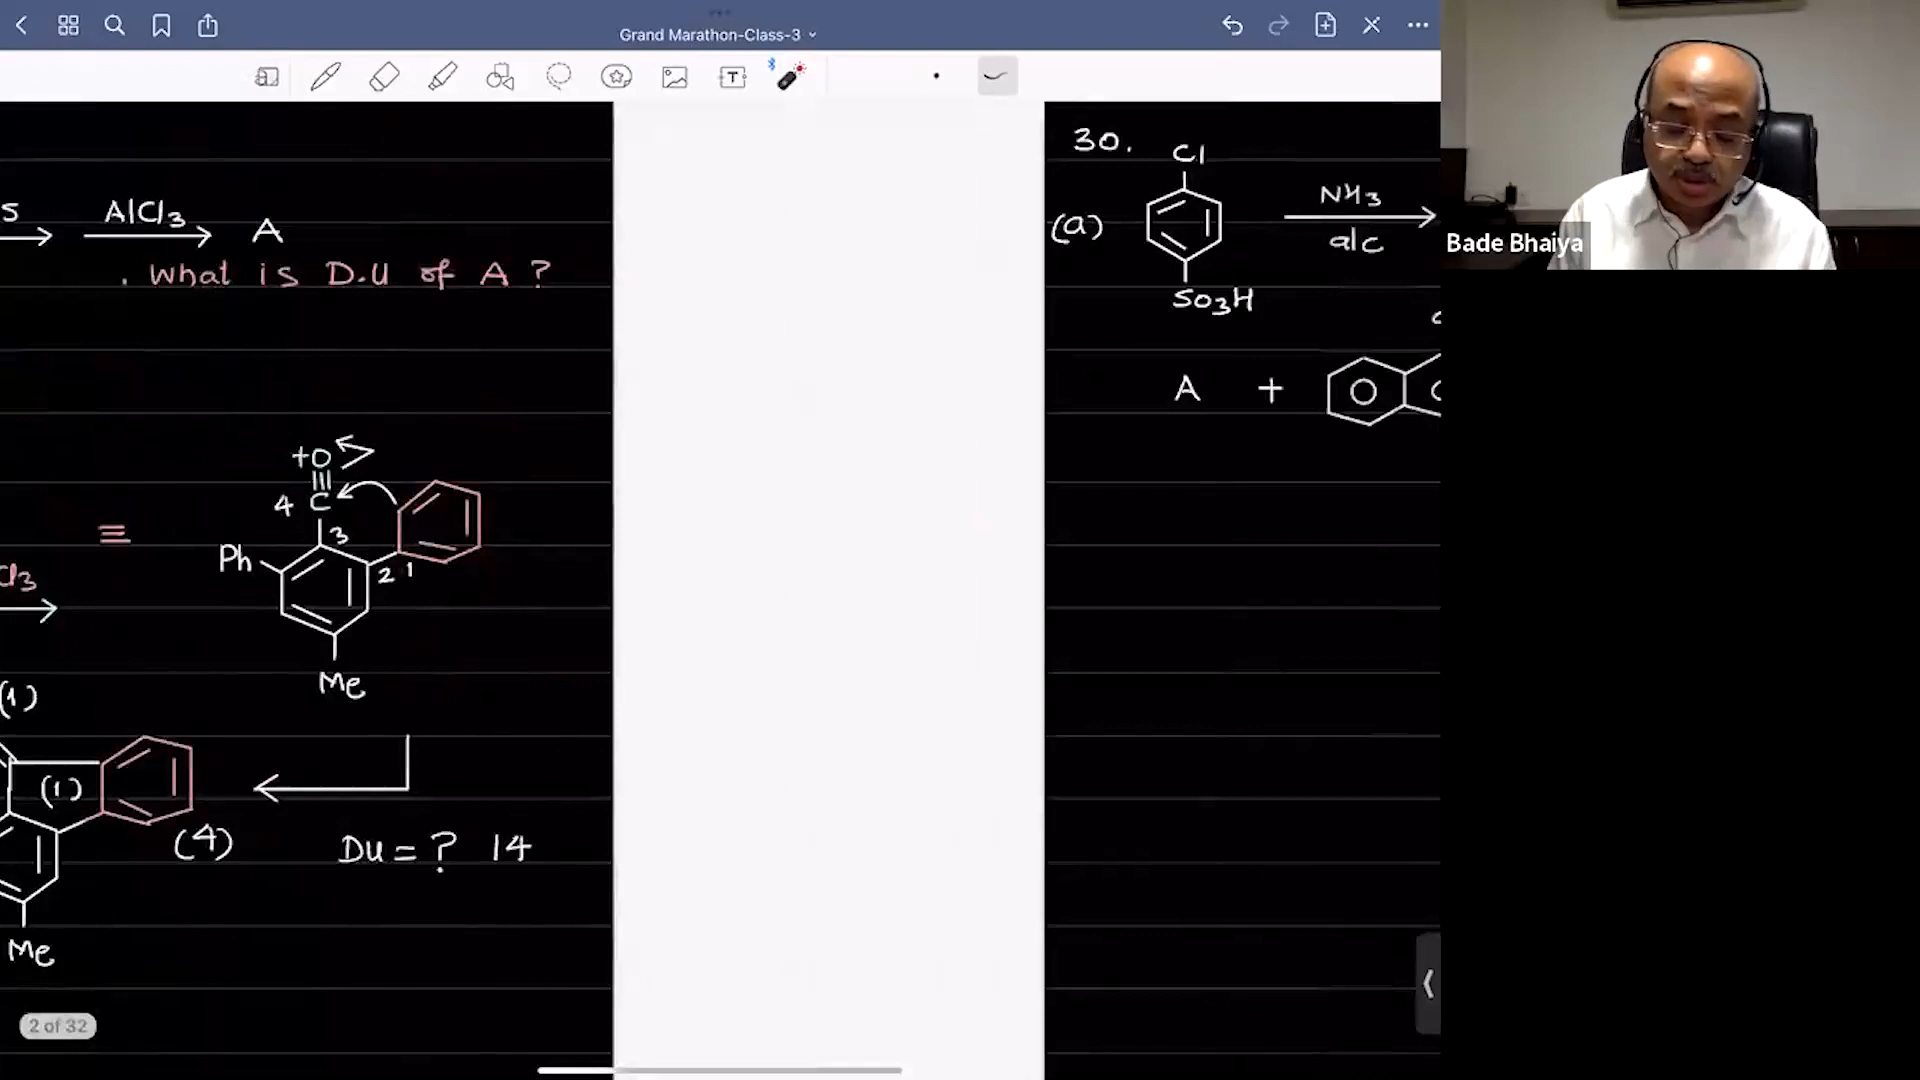 Grand Marathon-Class-3
T
5
AlCl3
A
. What is D.U of A ?
+O
C
4
3
Ph
2
1
Me
≡
Cl3
(1)
(1)
(4)
Me
DU = ? 14
2 of 32
30.
(a)
Cl
SO3H
NH3
alc
A +
Bade Bhaiya